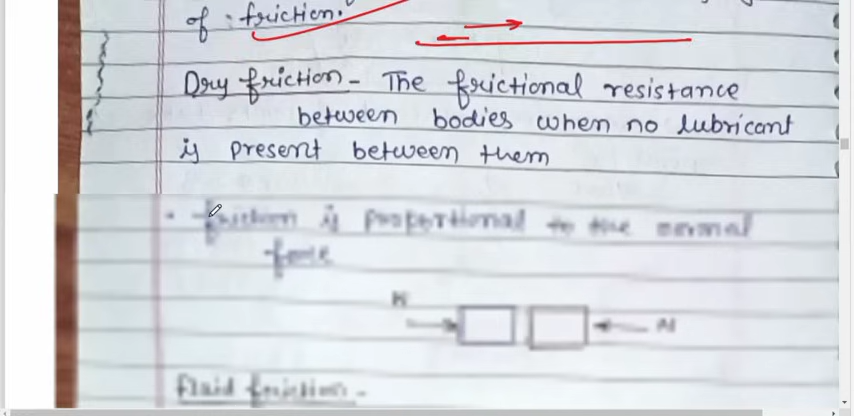 of : friction.
Dry friction - The frictional resistance
between bodies when no lubricant
is present between them
• friction is proportional to the normal
force
N
Fluid friction -